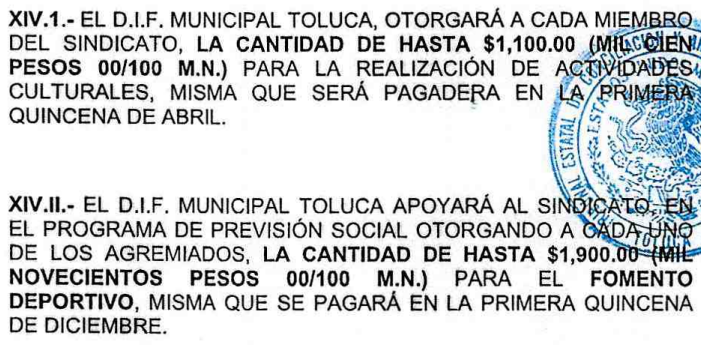 XIV.1.- EL D.I.F. MUNICIPAL TOLUCA, OTORGARÁ A CADA MIEMBRO
DEL SINDICATO, LA CANTIDAD DE HASTA $1,100.00 (MIL CIEN
PESOS 00/100 M.N.) PARA LA REALIZACIÓN DE ACTIVIDADES
CULTURALES, MISMA QUE SERÁ PAGADERA EN LA PRIMERA
QUINCENA DE ABRIL.
XIV.II.- EL D.I.F. MUNICIPAL TOLUCA APOYARÁ AL SINDICATO, EN
EL PROGRAMA DE PREVISIÓN SOCIAL OTORGANDO A CADA UNO
DE LOS AGREMIADOS, LA CANTIDAD DE HASTA $1,900.00 (MIL
NOVECIENTOS PESOS 00/100 M.N.) PARA EL FOMENTO
DEPORTIVO, MISMA QUE SE PAGARÁ EN LA PRIMERA QUINCENA
DE DICIEMBRE.
ESTATAL DE
TOLUCA